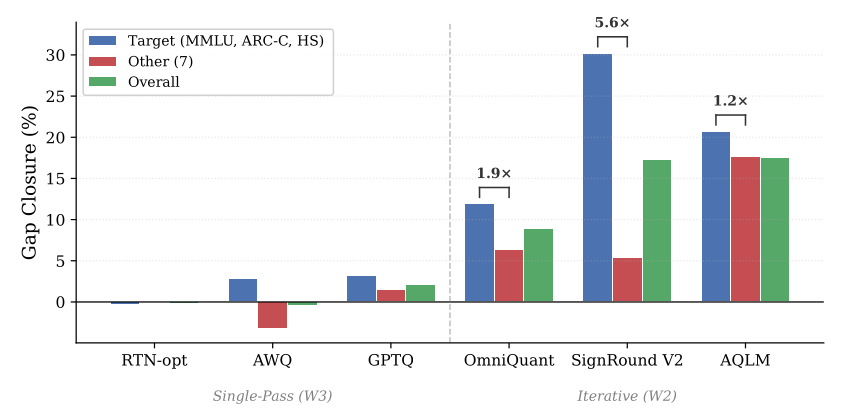 5.6×
30
Target (MMLU, ARC-C, HS)
Other (7)
Overall
25
1.2×
20
1.9×
15
10
5
0
Gap Closure (%)
RTN-opt AWQ GPTQ OmniQuant SignRound V2 AQLM
Single-Pass (W3) Iterative (W2)